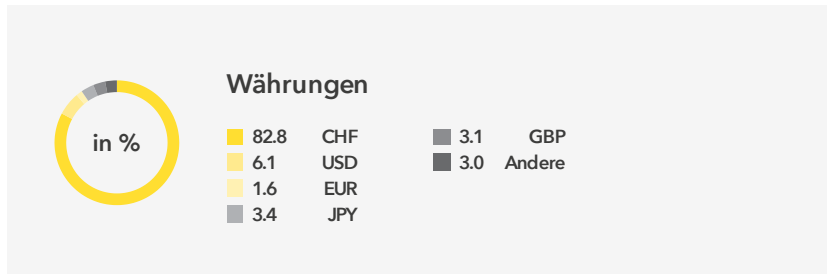 Währungen
in %
82.8 CHF
6.1 USD
1.6 EUR
3.4 JPY
3.1 GBP
3.0 Andere